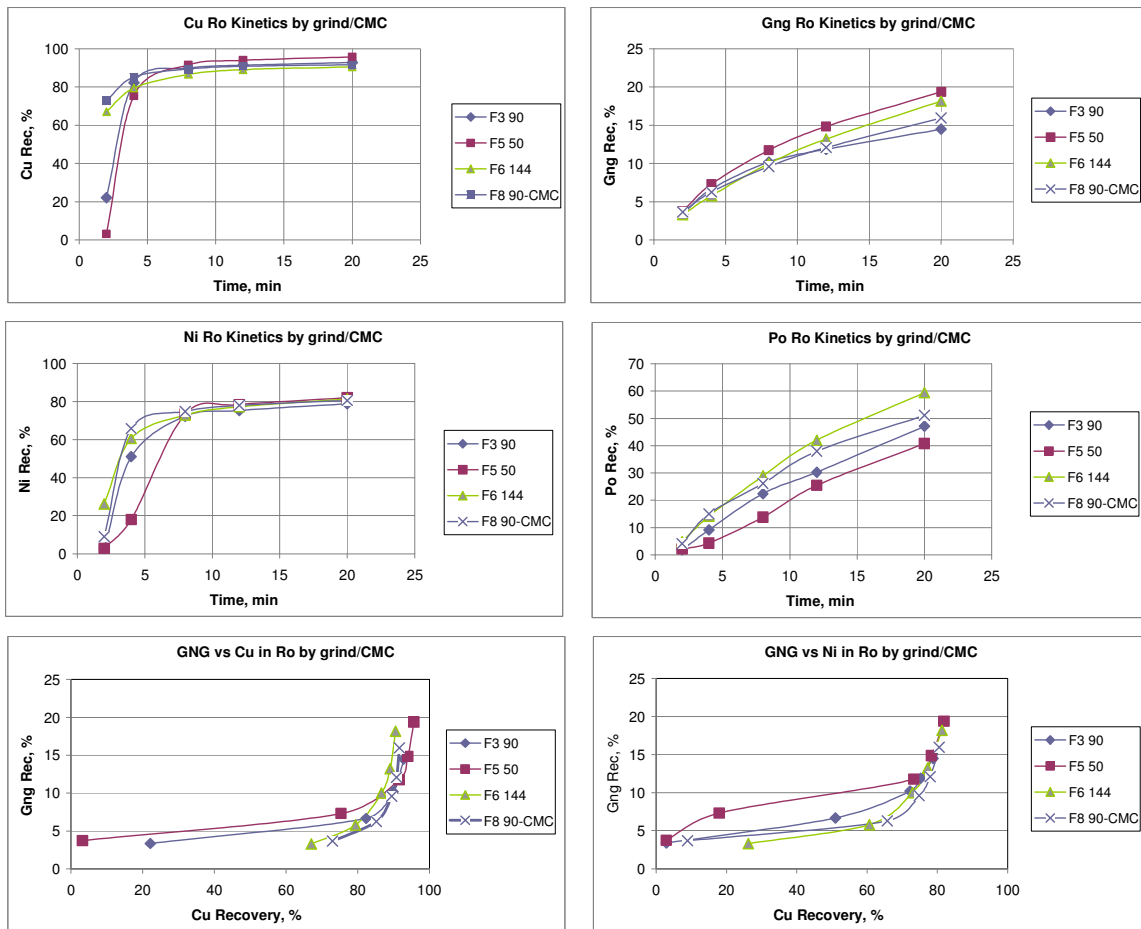 Cu Ro Kinetics by grind/CMC
100
80
60
40
20
0
0 5 10 15 20 25
Cu Rec, %
Time, min
F3 90
F5 50
F6 144
F8 90-CMC
Gng Ro Kinetics by grind/CMC
25
20
15
10
5
0
0 5 10 15 20 25
Gng Rec, %
Time, min
F3 90
F5 50
F6 144
F8 90-CMC
Ni Ro Kinetics by grind/CMC
100
80
60
40
20
0
0 5 10 15 20 25
Ni Rec, %
Time, min
F3 90
F5 50
F6 144
F8 90-CMC
Po Ro Kinetics by grind/CMC
70
60
50
40
30
20
10
0
0 5 10 15 20 25
Po Rec, %
Time, min
F3 90
F5 50
F6 144
F8 90-CMC
GNG vs Cu in Ro by grind/CMC
25
20
15
10
5
0
0 20 40 60 80 100
Gng Rec, %
Cu Recovery, %
F3 90
F5 50
F6 144
F8 90-CMC
GNG vs Ni in Ro by grind/CMC
25
20
15
10
5
0
0 20 40 60 80 100
Gng Rec, %
Cu Recovery, %
F3 90
F5 50
F6 144
F8 90-CMC